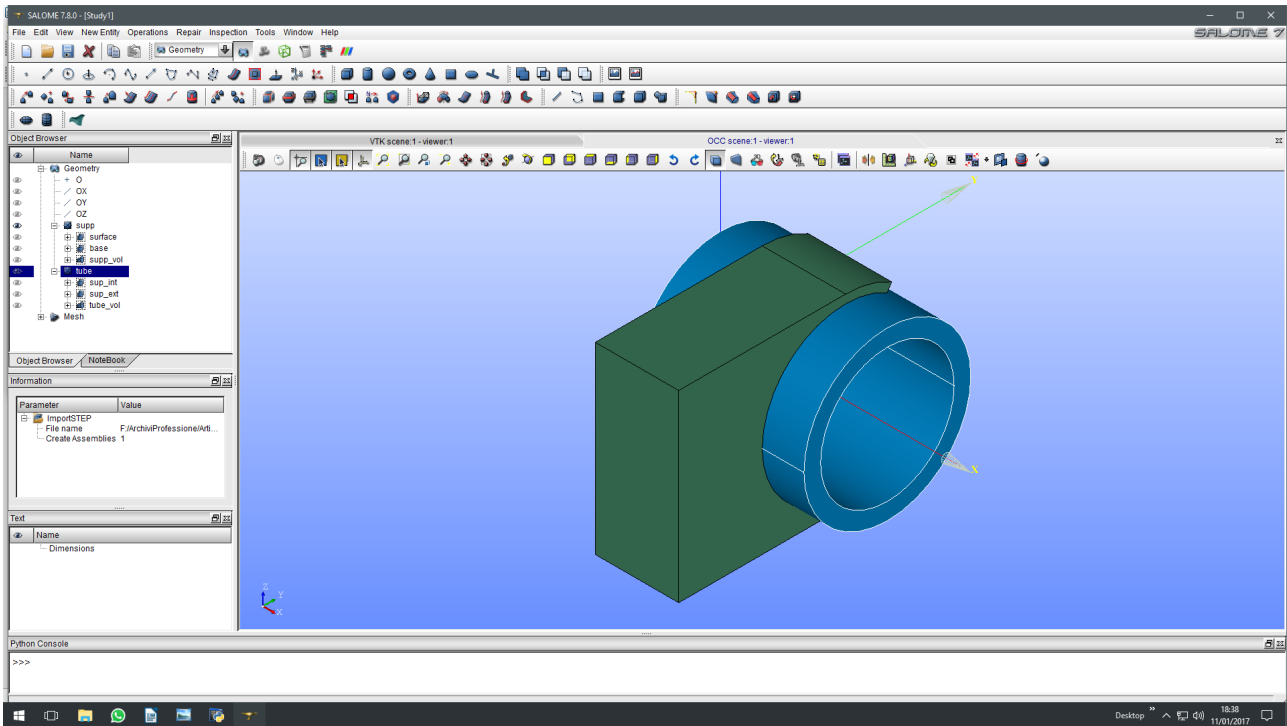 SALOME 7.8.0 - [Study1]
File Edit View New Entity Operations Repair Inspection Tools Window Help
SALOME 7
Geometry
Object Browser
VTK scene:1 - viewer:1
OCC scene:1 - viewer:1
Name
Geometry
O
OX
OY
OZ
supp
surface
base
supp_vol
tube
sup_int
sup_ext
tube_vol
Mesh
Y
X
Object Browser NoteBook
Information
Parameter Value
ImportSTEP
File name F:/ArchiviProfessione/Arti...
Create Assemblies 1
Text
Name
Dimensions
Z
Y
X
Python Console
>>>
Desktop
18:38
11/01/2017